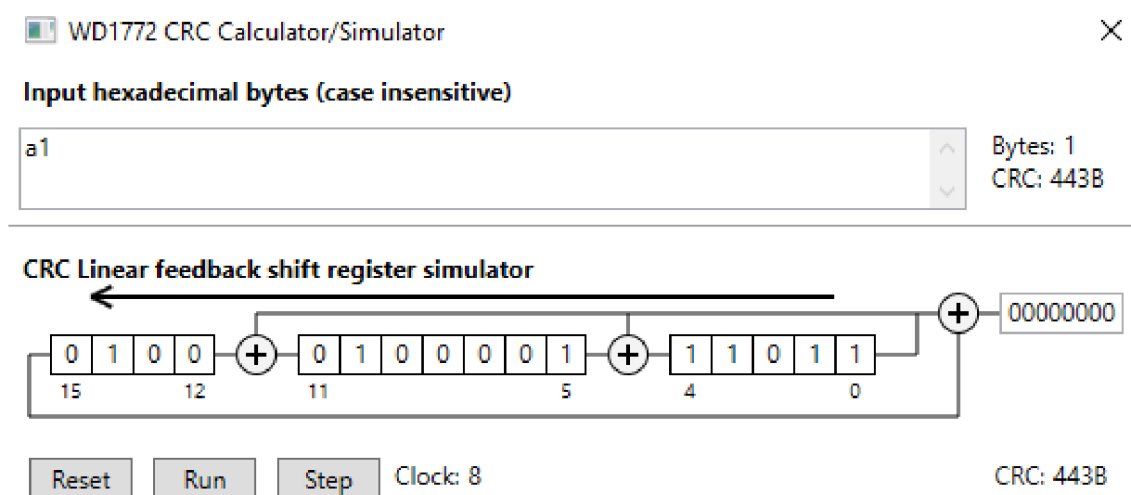 WD1772 CRC Calculator/Simulator
Input hexadecimal bytes (case insensitive)
a1
Bytes: 1
CRC: 443B
CRC Linear feedback shift register simulator
00000000
0 1 0 0 + 0 1 0 0 0 0 1 + 1 1 0 1 1 +
15 12 11 5 4 0
Reset Run Step Clock: 8 CRC: 443B